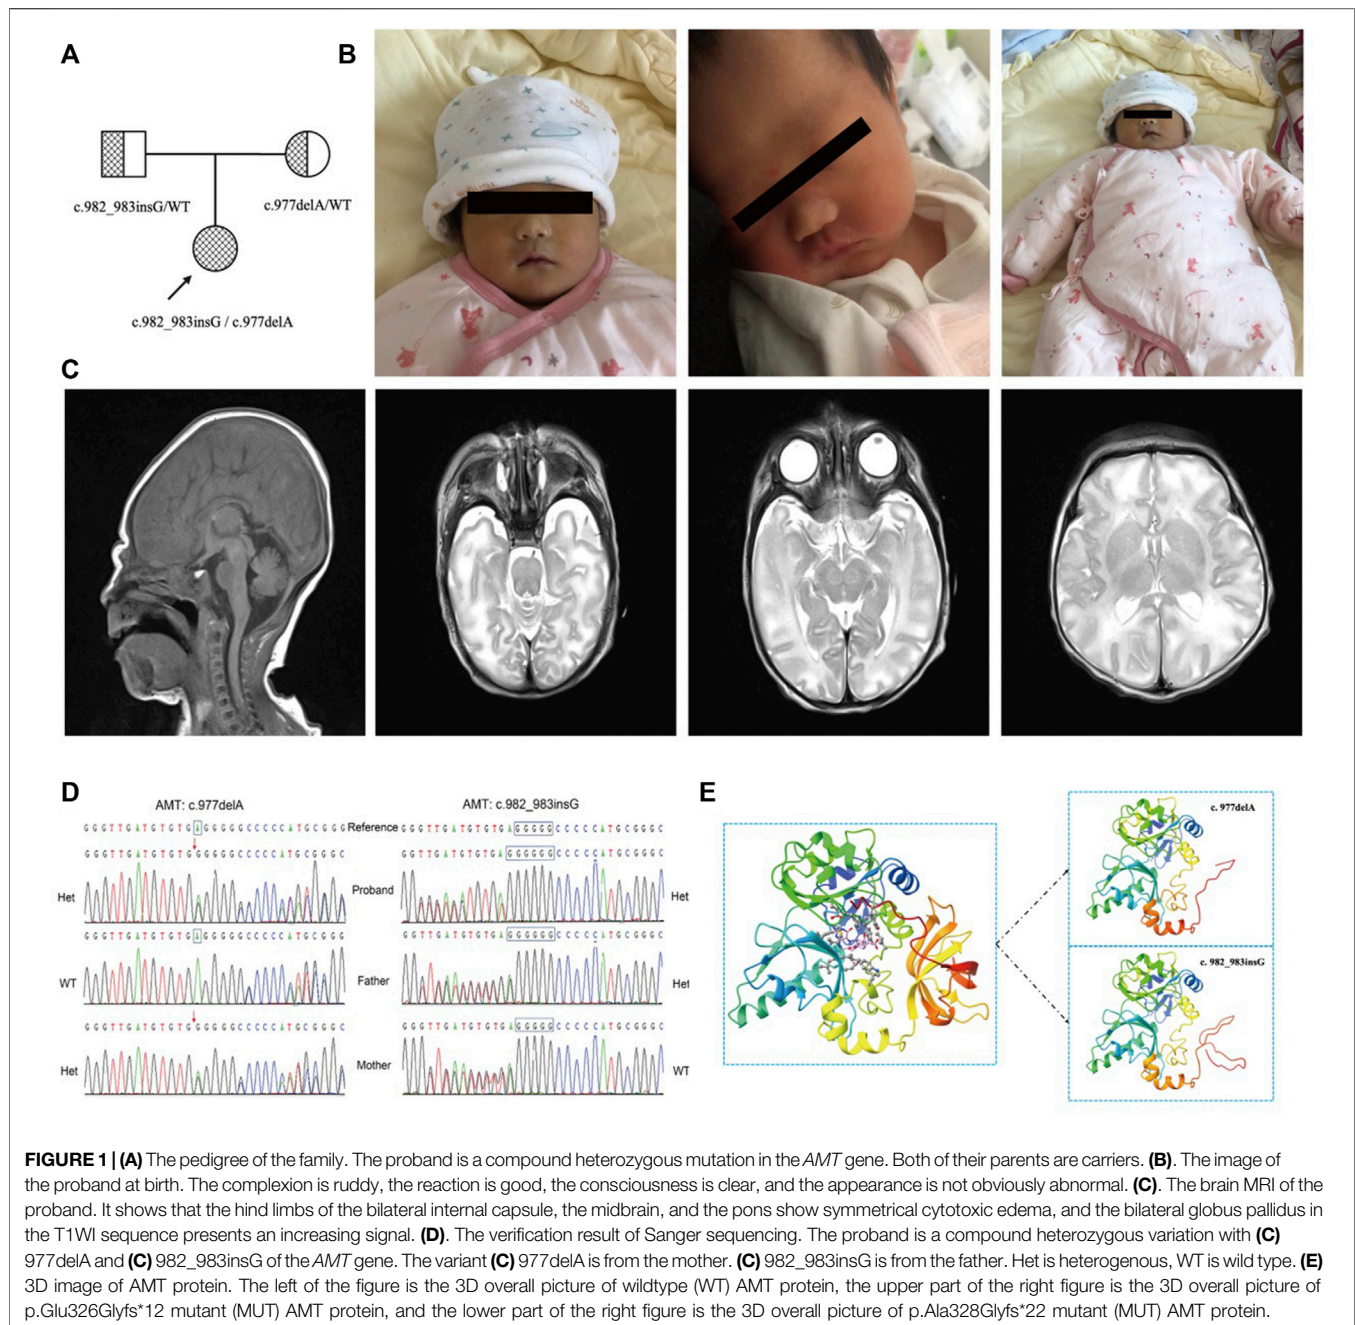 A
B
c.982_983insG/WT
c.977delA/WT
c.982_983insG / c.977delA
C
D
E
AMT: c.977delA
AMT: c.982_983insG
GGGTTGATGTGTGAGGGGGCCCCCATGCGGG
Reference
GGGTTGATGTGTGAGGGGGCCCCCATGCGGGC
GGGTTGATGTGTGGGGGGCCCCCATGCGGGC
GGTTGATGTGTGAGGGGGGCCCCCATGCGGGC
Het
Proband
Het
GGGTTGATGTGTGAGGGGGCCCCCATGCGGG
GGTTGATGTGTGAGGGGGGCCCCCATGCGGGC
WT
Father
Het
GGGTTGATGTGTGGGGGGCCCCCATGCGGGC
GGGTTGATGTGTGAGGGGGCCCCCATGCGGGC
Het
Mother
WT
c. 977delA
c. 982_983insG
FIGURE 1 | (A) The pedigree of the family. The proband is a compound heterozygous mutation in the AMT gene. Both of their parents are carriers. (B). The image of
the proband at birth. The complexion is ruddy, the reaction is good, the consciousness is clear, and the appearance is not obviously abnormal. (C). The brain MRI of the
proband. It shows that the hind limbs of the bilateral internal capsule, the midbrain, and the pons show symmetrical cytotoxic edema, and the bilateral globus pallidus in
the T1WI sequence presents an increasing signal. (D). The verification result of Sanger sequencing. The proband is a compound heterozygous variation with (C)
977delA and (C) 982_983insG of the AMT gene. The variant (C) 977delA is from the mother. (C) 982_983insG is from the father. Het is heterogenous, WT is wild type. (E)
3D image of AMT protein. The left of the figure is the 3D overall picture of wildtype (WT) AMT protein, the upper part of the right figure is the 3D overall picture of
p.Glu326Glyfs*12 mutant (MUT) AMT protein, and the lower part of the right figure is the 3D overall picture of p.Ala328Glyfs*22 mutant (MUT) AMT protein.